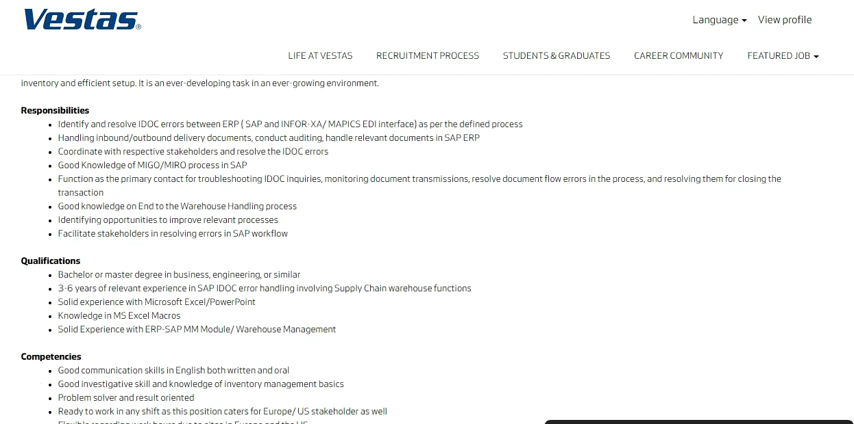 Vestas®
Language View profile
LIFE AT VESTAS RECRUITMENT PROCESS STUDENTS & GRADUATES CAREER COMMUNITY FEATURED JOB
inventory and efficient setup. It is an ever-developing task in an ever-growing environment.
Responsibilities
• Identify and resolve IDOC errors between ERP ( SAP and INFOR-XA/ MAPICS EDI interface) as per the defined process
• Handling inbound/outbound delivery documents, conduct auditing, handle relevant documents in SAP ERP
• Coordinate with respective stakeholders and resolve the IDOC errors
• Good Knowledge of MIGO/MIRO process in SAP
• Function as the primary contact for troubleshooting IDOC inquiries, monitoring document transmissions, resolve document flow errors in the process, and resolving them for closing the
transaction
• Good knowledge on End to the Warehouse Handling process
• Identifying opportunities to improve relevant processes
• Facilitate stakeholders in resolving errors in SAP workflow
Qualifications
• Bachelor or master degree in business, engineering, or similar
• 3-6 years of relevant experience in SAP IDOC error handling involving Supply Chain warehouse functions
• Solid experience with Microsoft Excel/PowerPoint
• Knowledge in MS Excel Macros
• Solid Experience with ERP-SAP MM Module/ Warehouse Management
Competencies
• Good communication skills in English both written and oral
• Good investigative skill and knowledge of inventory management basics
• Problem solver and result oriented
• Ready to work in any shift as this position caters for Europe/ US stakeholder as well